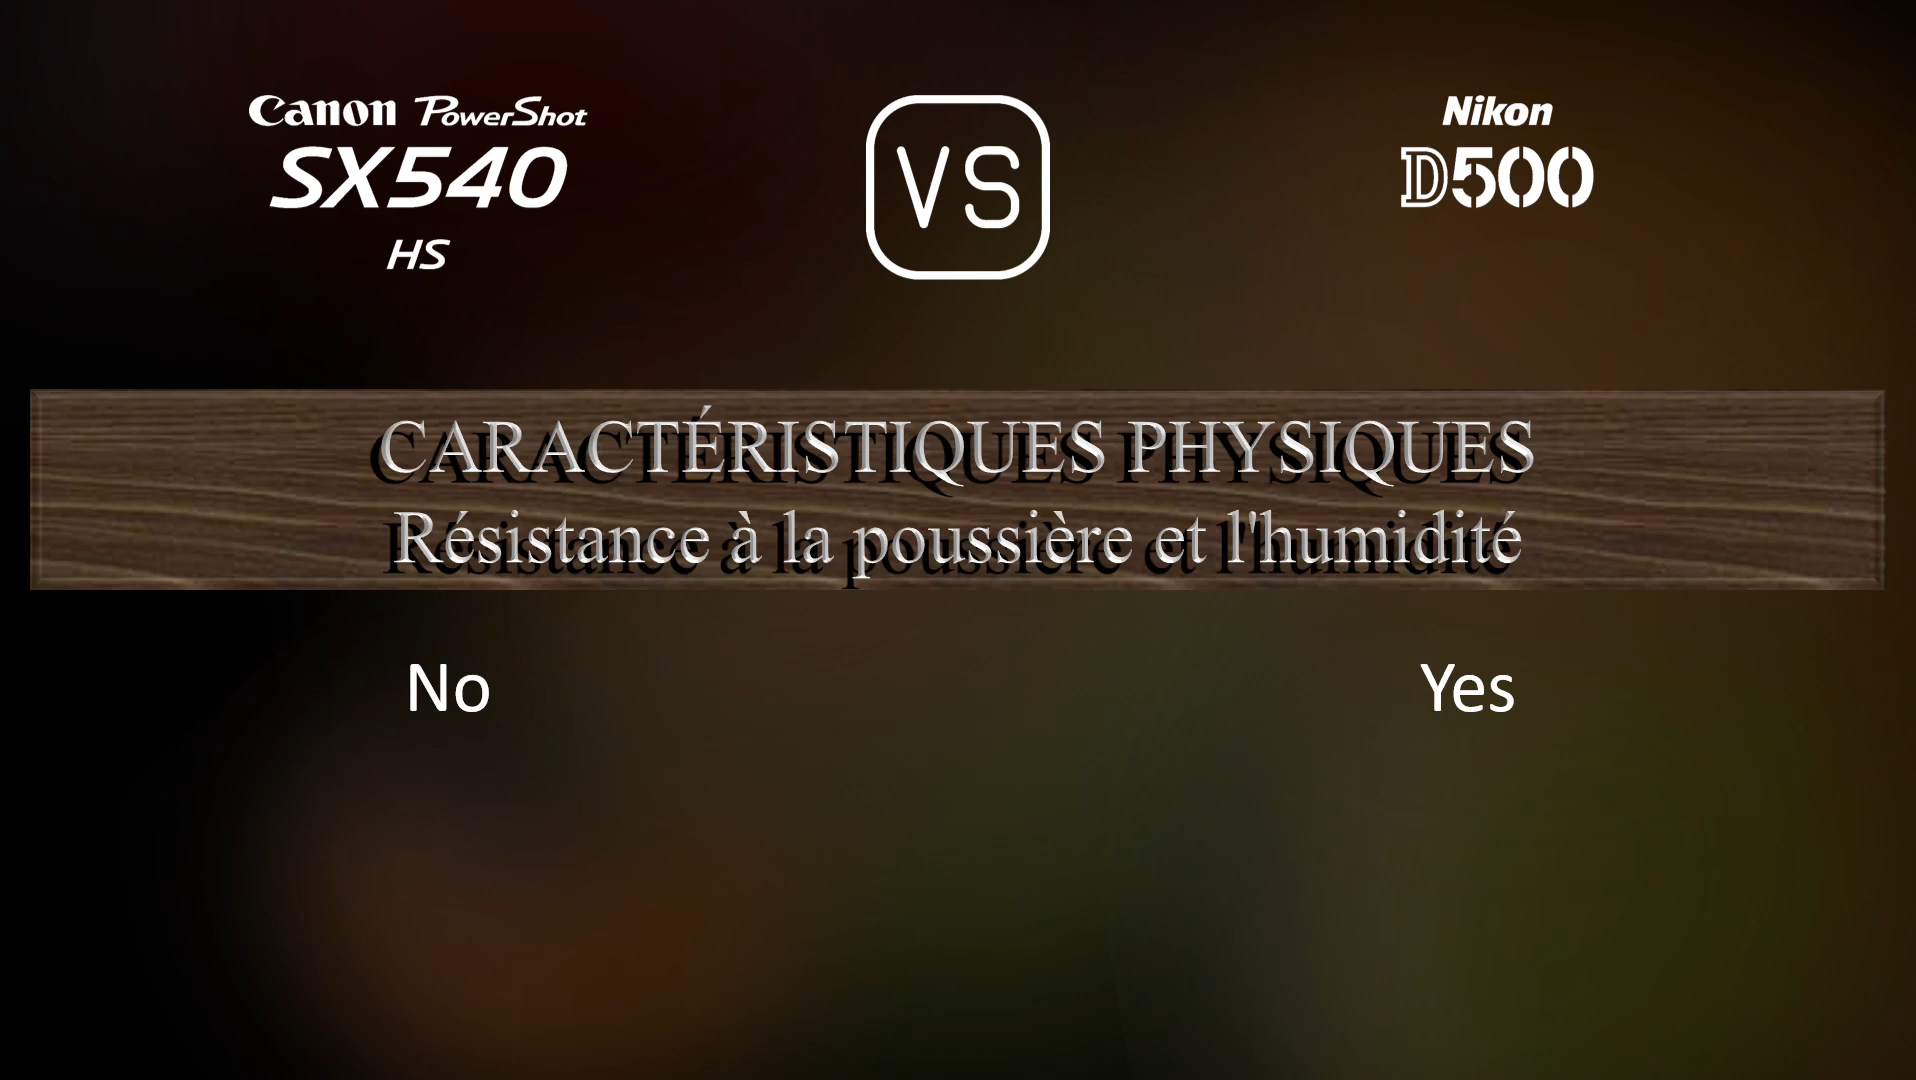 Canon PowerShot
SX540
HS
VS
Nikon
D500
CARACTÉRISTIQUES PHYSIQUES
Résistance à la poussière et l'humidité
No
Yes